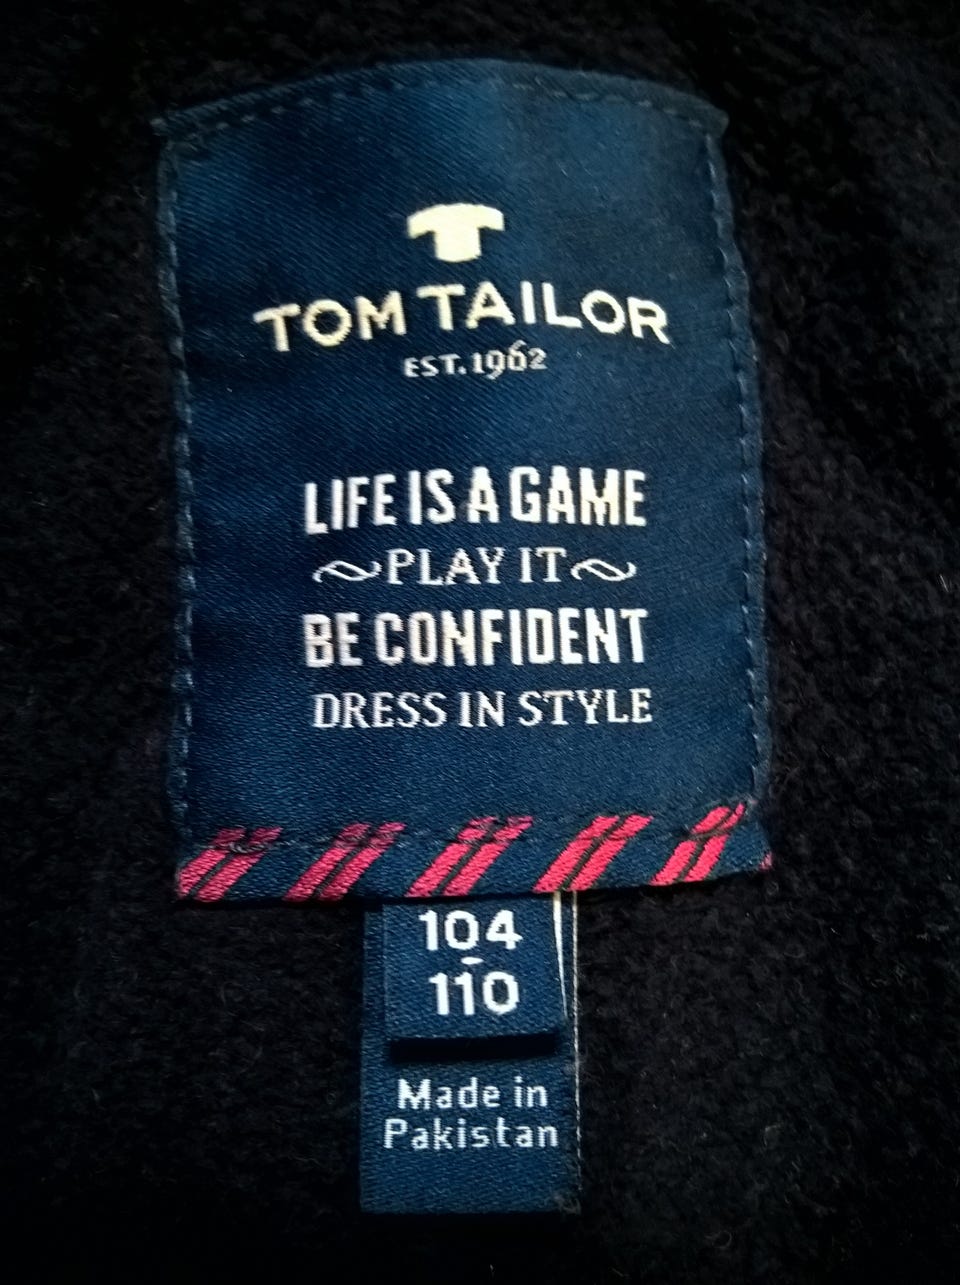 TOM TAILOR
EST. 1962
LIFE IS A GAME
~PLAY IT~
BE CONFIDENT
DRESS IN STYLE
104
-
110
Made in
Pakistan